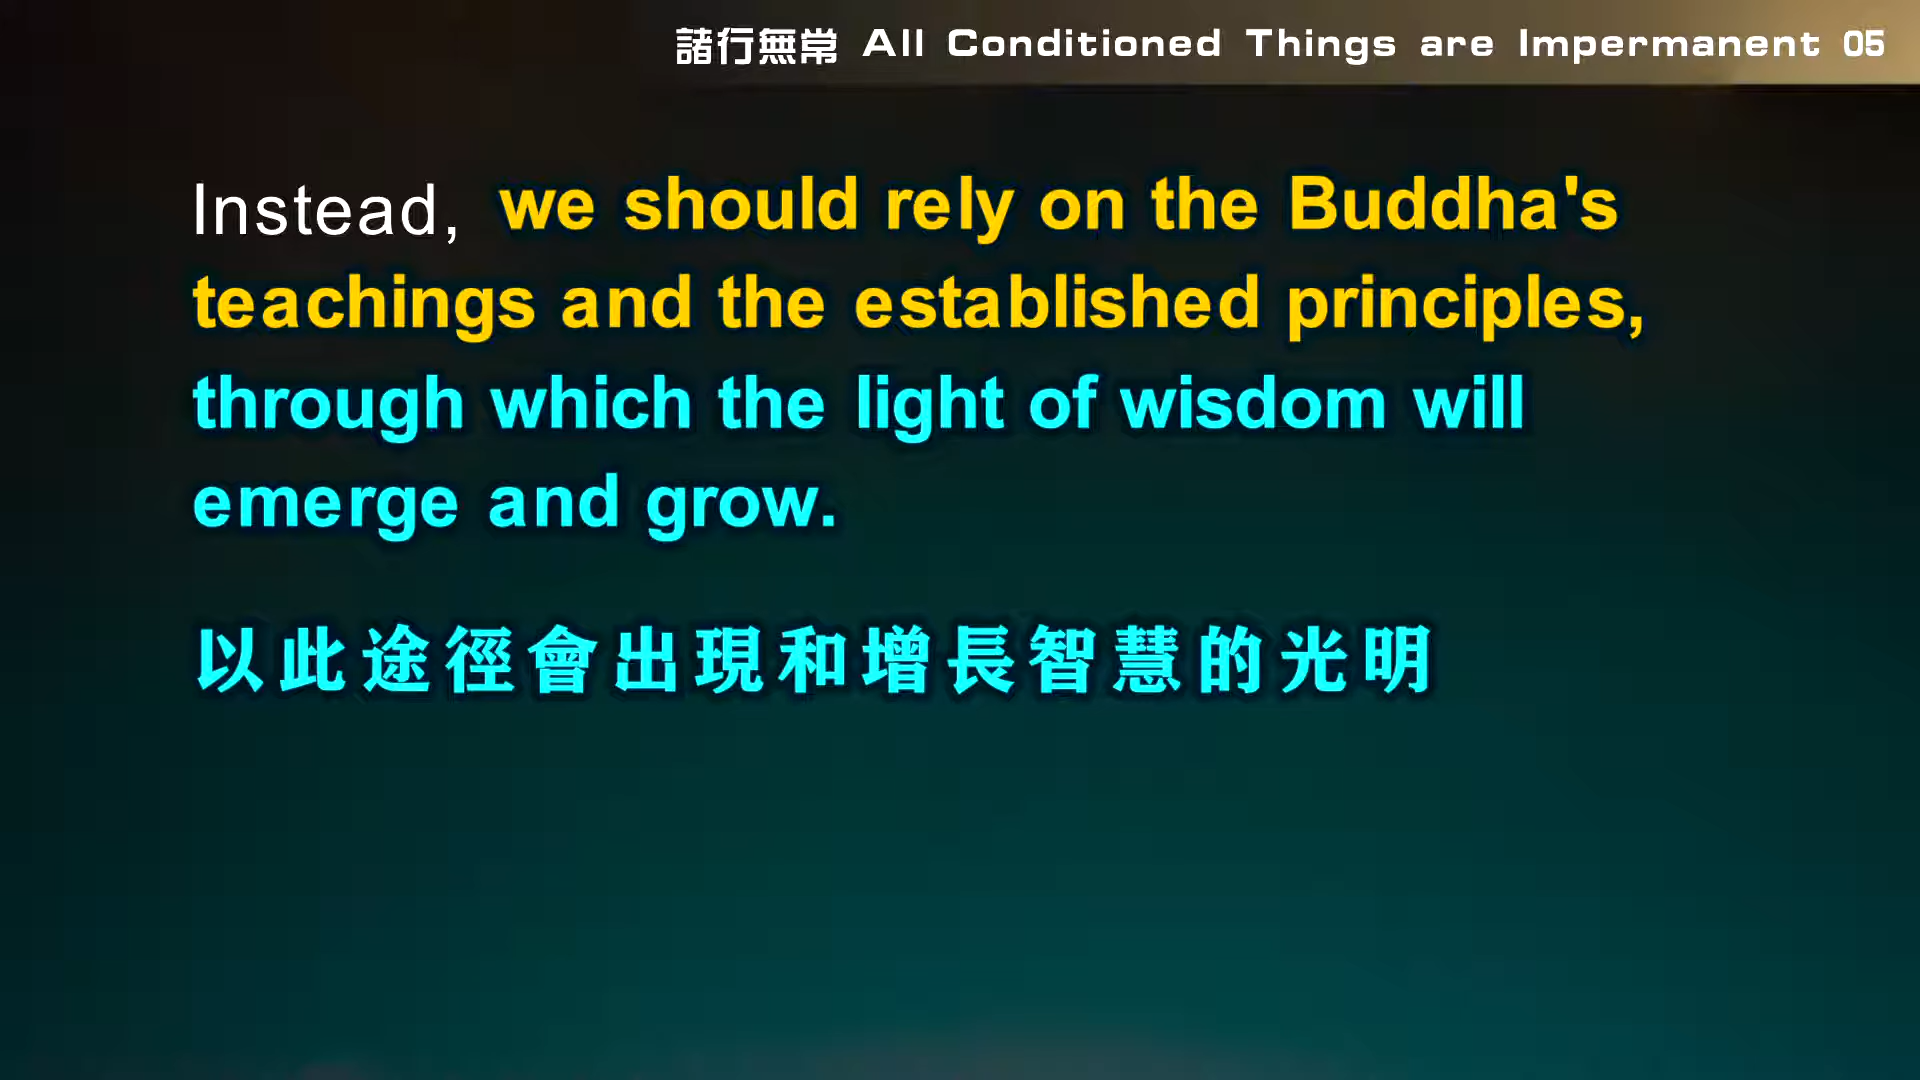 諸行無常 All Conditioned Things are Impermanent 05
Instead, we should rely on the Buddha's
teachings and the established principles,
through which the light of wisdom will
emerge and grow.
以此途徑會出現和增長智慧的光明